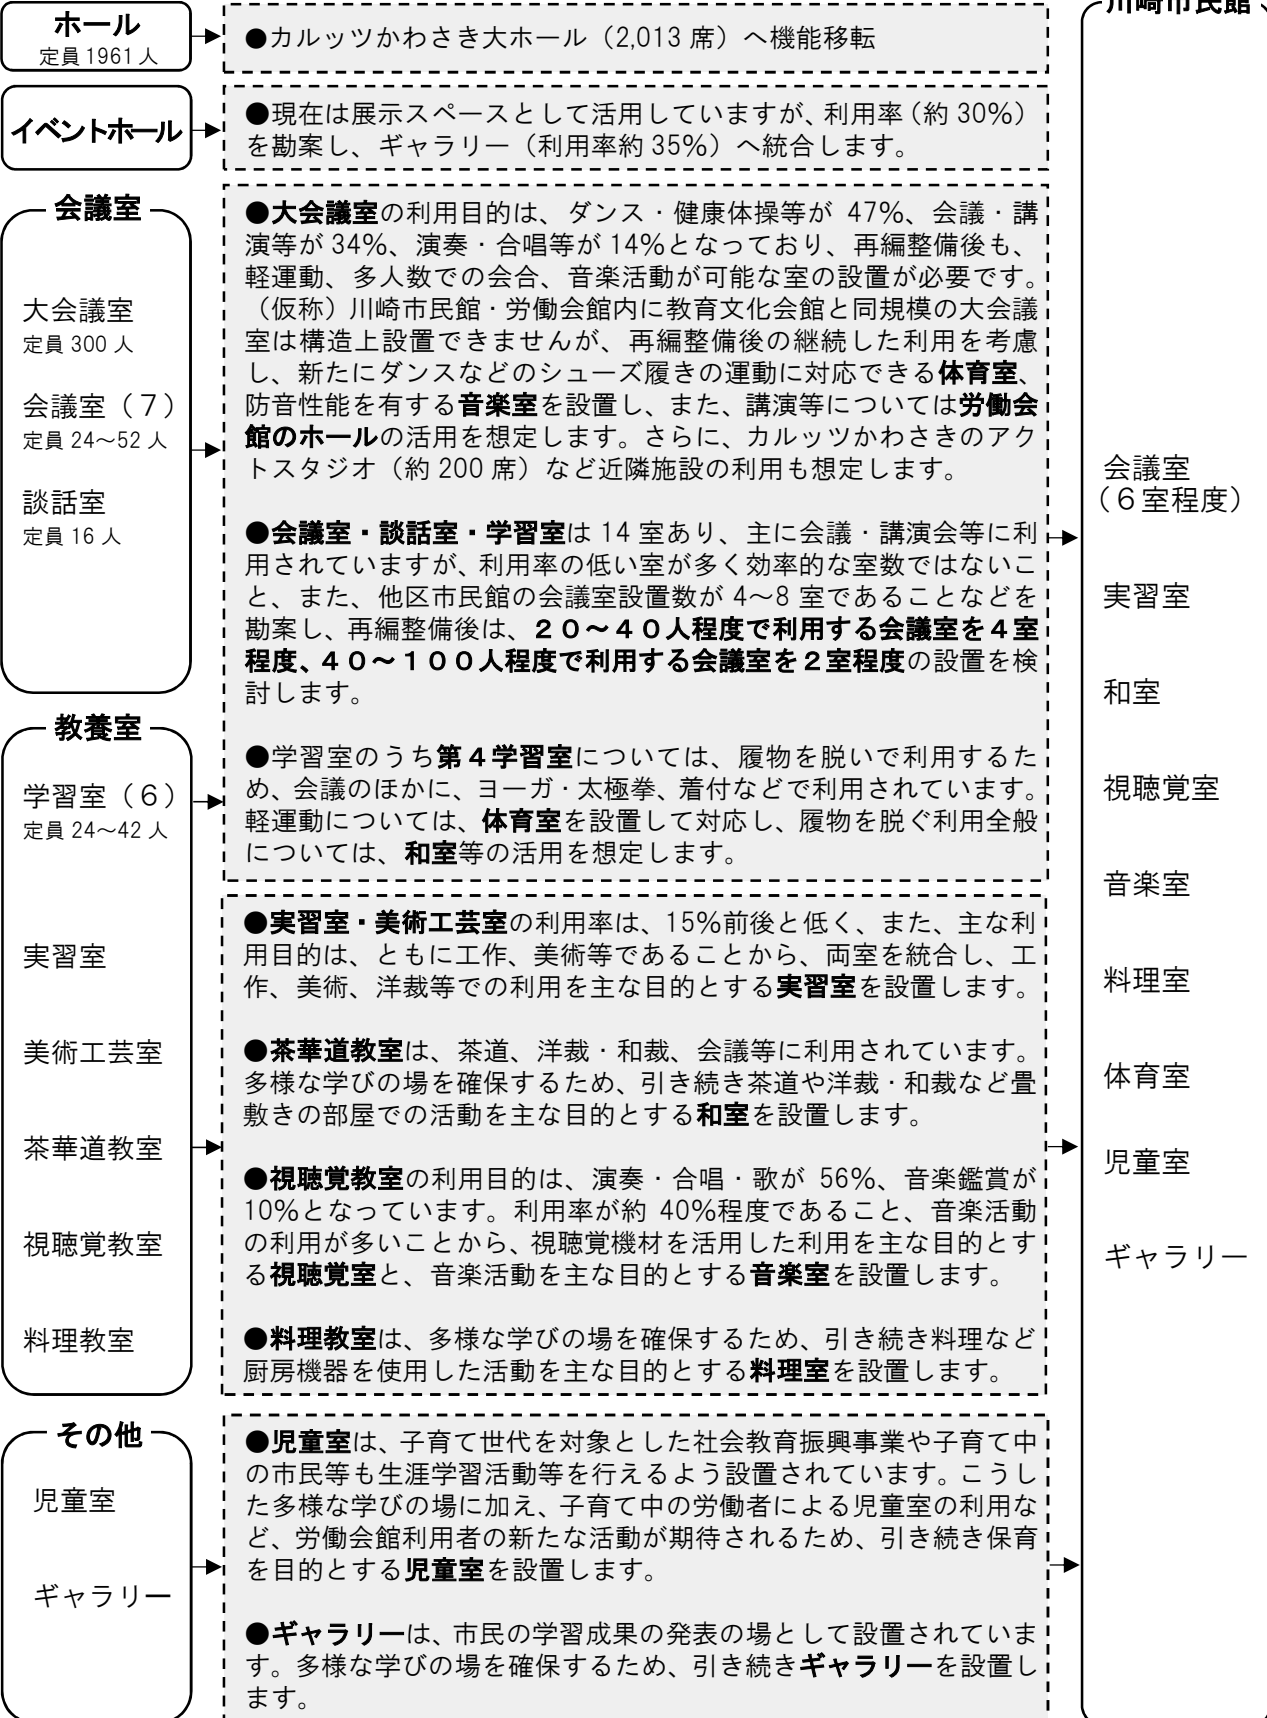 ホール
定員 1961 人
●カルッツかわさき大ホール（2,013 席）へ機能移転
イベントホール
●現在は展示スペースとして活用していますが、利用率（約 30％）
を勘案し、ギャラリー（利用率約 35％）へ統合します。
会議室
大会議室
定員 300 人
会議室（７）
定員 24～52 人
談話室
定員 16 人
●大会議室の利用目的は、ダンス・健康体操等が 47％、会議・講
演等が 34％、演奏・合唱等が 14％となっており、再編整備後も、
軽運動、多人数での会合、音楽活動が可能な室の設置が必要です。
（仮称）川崎市民館・労働会館内に教育文化会館と同規模の大会議
室は構造上設置できませんが、再編整備後の継続した利用を考慮
し、新たにダンスなどのシューズ履きの運動に対応できる体育室、
防音性能を有する音楽室を設置し、また、講演等については労働会
館のホールの活用を想定します。さらに、カルッツかわさきのアク
トスタジオ（約 200 席）など近隣施設の利用も想定します。
●会議室・談話室・学習室は 14 室あり、主に会議・講演会等に利
用されていますが、利用率の低い室が多く効率的な室数ではないこ
と、また、他区市民館の会議室設置数が 4～8 室であることなどを
勘案し、再編整備後は、２０～４０人程度で利用する会議室を４室
程度、４０～１００人程度で利用する会議室を２室程度の設置を検
討します。
●学習室のうち第４学習室については、履物を脱いで利用するた
め、会議のほかに、ヨーガ・太極拳、着付などで利用されています。
軽運動については、体育室を設置して対応し、履物を脱ぐ利用全般
については、和室等の活用を想定します。
教養室
学習室（６）
定員 24～42 人
実習室
美術工芸室
茶華道教室
視聴覚教室
料理教室
●実習室・美術工芸室の利用率は、15％前後と低く、また、主な利
用目的は、ともに工作、美術等であることから、両室を統合し、工
作、美術、洋裁等での利用を主な目的とする実習室を設置します。
●茶華道教室は、茶道、洋裁・和裁、会議等に利用されています。
多様な学びの場を確保するため、引き続き茶道や洋裁・和裁など畳
敷きの部屋での活動を主な目的とする和室を設置します。
●視聴覚教室の利用目的は、演奏・合唱・歌が 56％、音楽鑑賞が
10％となっています。利用率が約 40％程度であること、音楽活動
の利用が多いことから、視聴覚機材を活用した利用を主な目的とす
る視聴覚室と、音楽活動を主な目的とする音楽室を設置します。
●料理教室は、多様な学びの場を確保するため、引き続き料理など
厨房機器を使用した活動を主な目的とする料理室を設置します。
その他
児童室
ギャラリー
●児童室は、子育て世代を対象とした社会教育振興事業や子育て中
の市民等も生涯学習活動等を行えるよう設置されています。こうし
た多様な学びの場に加え、子育て中の労働者による児童室の利用な
ど、労働会館利用者の新たな活動が期待されるため、引き続き保育
を目的とする児童室を設置します。
●ギャラリーは、市民の学習成果の発表の場として設置されていま
す。多様な学びの場を確保するため、引き続きギャラリーを設置し
ます。
川崎市民館
会議室
（６室程度）
実習室
和室
視聴覚室
音楽室
料理室
体育室
児童室
ギャラリー